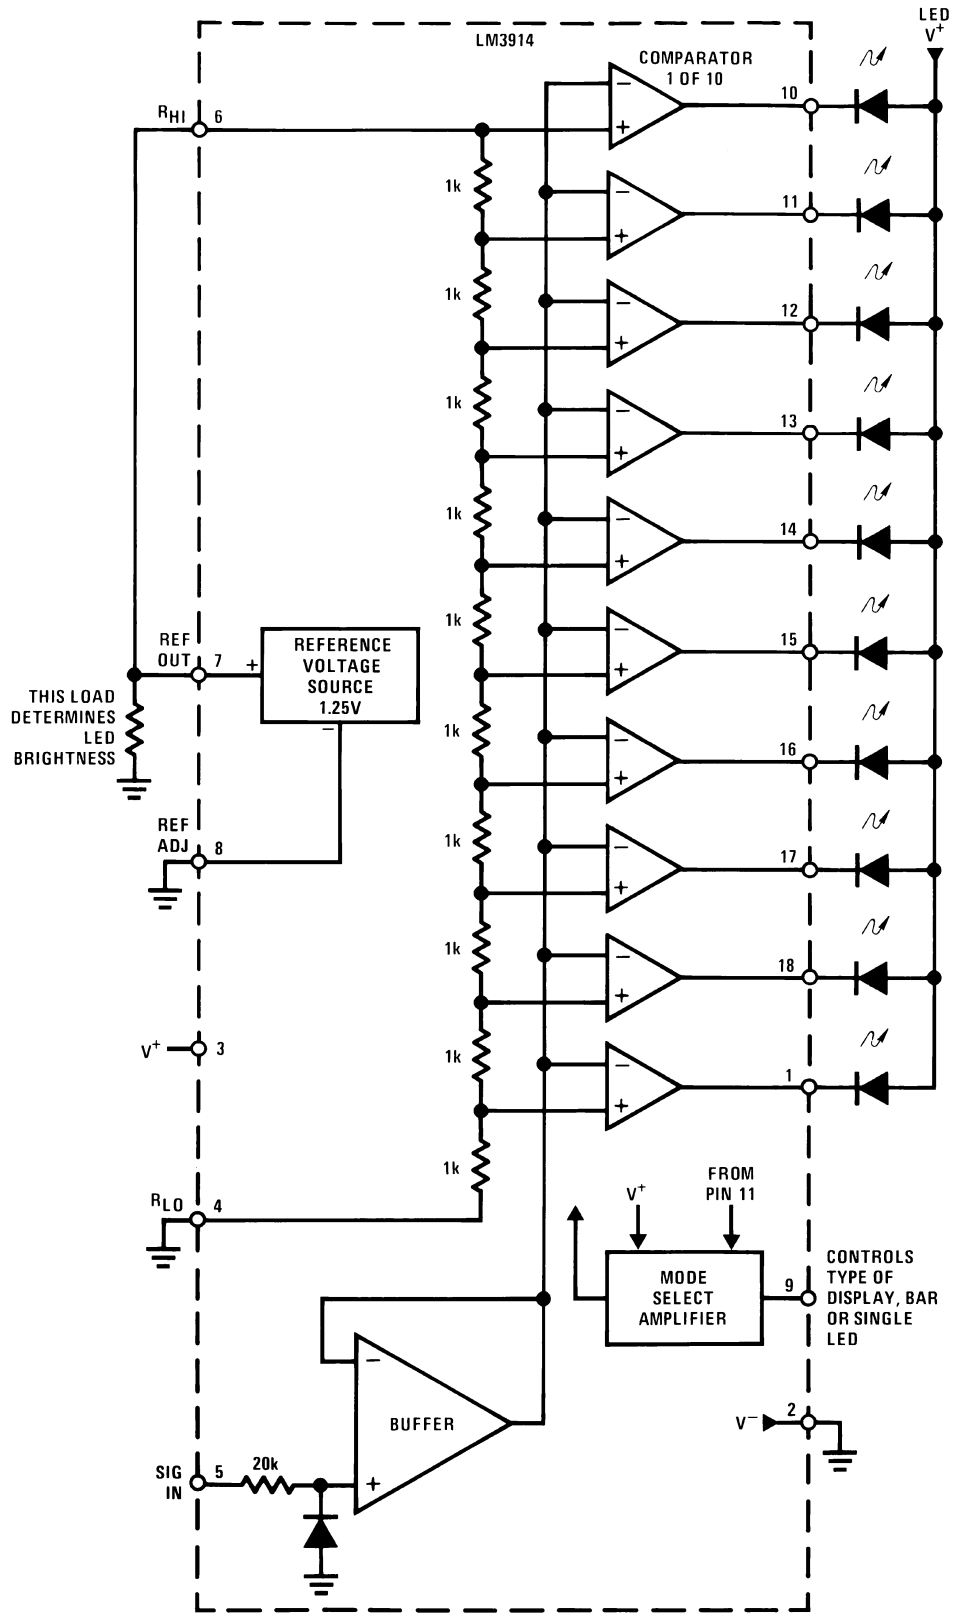 LED
V+
LM3914
COMPARATOR
1 OF 10
10
−
+
RHI
6
1k
11
−
+
1k
12
−
+
1k
13
−
+
1k
14
−
+
1k
15
−
+
REF
OUT
7
+
REFERENCE
VOLTAGE
SOURCE
1.25V
−
THIS LOAD
DETERMINES
LED
BRIGHTNESS
1k
16
−
+
REF
ADJ
8
1k
17
−
+
1k
18
−
+
V+
3
1k
1
−
+
1k
RLO
4
V+
FROM
PIN 11
MODE
SELECT
AMPLIFIER
9
CONTROLS
TYPE OF
DISPLAY, BAR
OR SINGLE
LED
−
BUFFER
+
V−
2
SIG
IN
5
20k